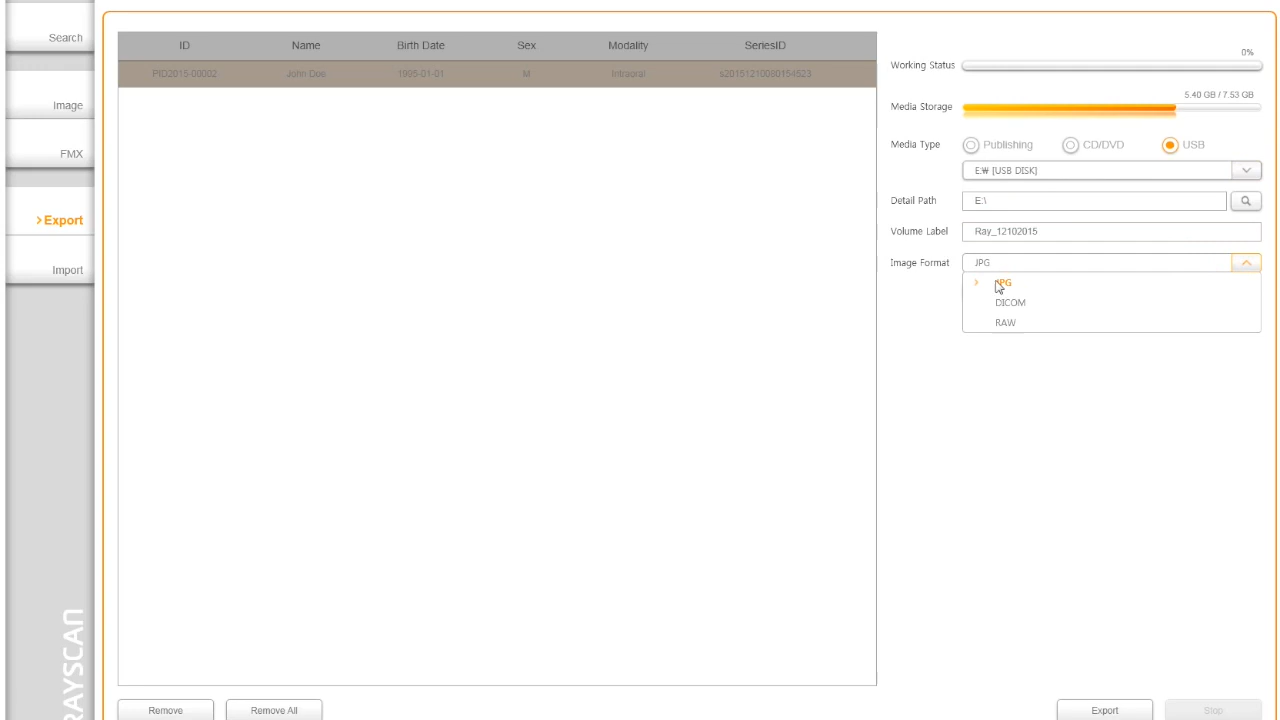 Search
Image
FMX
Export
Import
RAYSCAN
ID Name Birth Date Sex Modality SeriesID
PID2015-00002 John Doe 1995-01-01 M Intraoral s20151210080154523
0%
Working Status
5.40 GB / 7.53 GB
Media Storage
Media Type Publishing CD/DVD USB
E:₩ [USB DISK]
Detail Path E:\
Volume Label Ray_12102015
Image Format JPG
JPG
DICOM
RAW
Remove Remove All Export Stop